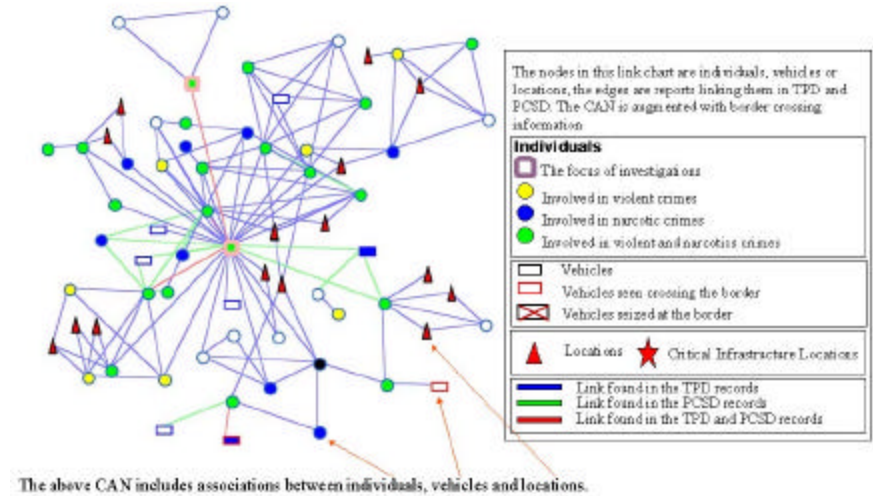 The nodes in this link chart are individuals, vehicles or
locations, the edges are reports linking them in TPD and
PCSD. The CAN is augmented with border crossing
information
Individuals
The focus of investigations
Involved in violent crimes
Involved in narcotic crimes
Involved in violent and narcotics crimes
Vehicles
Vehicles seen crossing the border
Vehicles seized at the border
Locations Critical Infrastructure Locations
Link found in the TPD records
Link found in the PCSD records
Link found in the TPD and PCSD records
The above CAN includes associations between individuals, vehicles and locations.